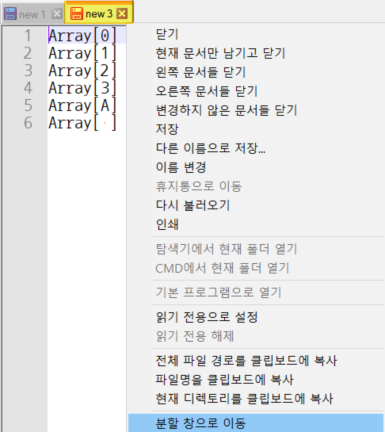 new 1
new 3
1 Array[0]
2 Array[1]
3 Array[2]
4 Array[3]
5 Array[A]
6 Array[ ]
닫기
현재 문서만 남기고 닫기
왼쪽 문서들 닫기
오른쪽 문서들 닫기
변경하지 않은 문서들 닫기
저장
다른 이름으로 저장...
이름 변경
휴지통으로 이동
다시 불러오기
인쇄
탐색기에서 현재 폴더 열기
CMD에서 현재 폴더 열기
기본 프로그램으로 열기
읽기 전용으로 설정
읽기 전용 해제
전체 파일 경로를 클립보드에 복사
파일명을 클립보드에 복사
현재 디렉토리를 클립보드에 복사
분할 창으로 이동